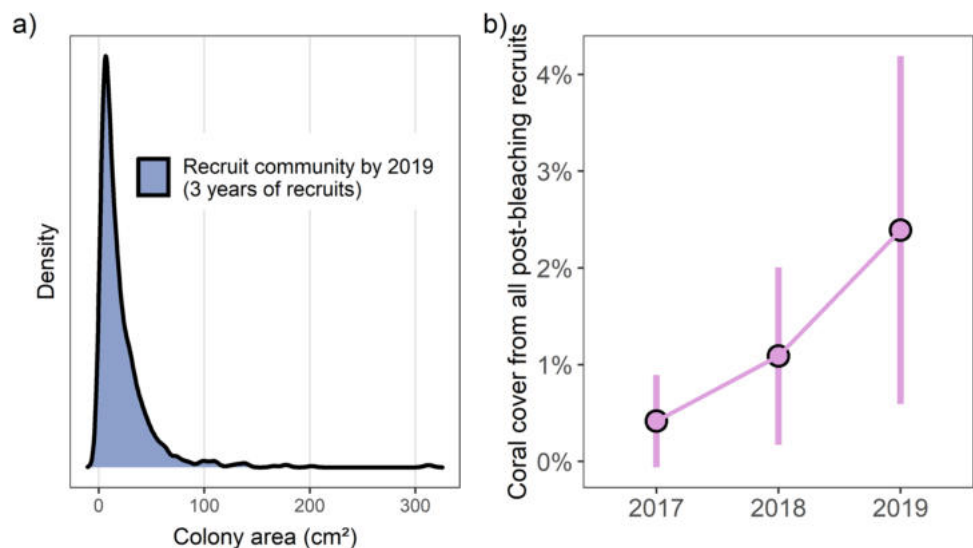 a)
Density
Recruit community by 2019
(3 years of recruits)
0
100
200
300
Colony area (cm²)
b)
Coral cover from all post-bleaching recruits
4%
3%
2%
1%
0%
2017
2018
2019